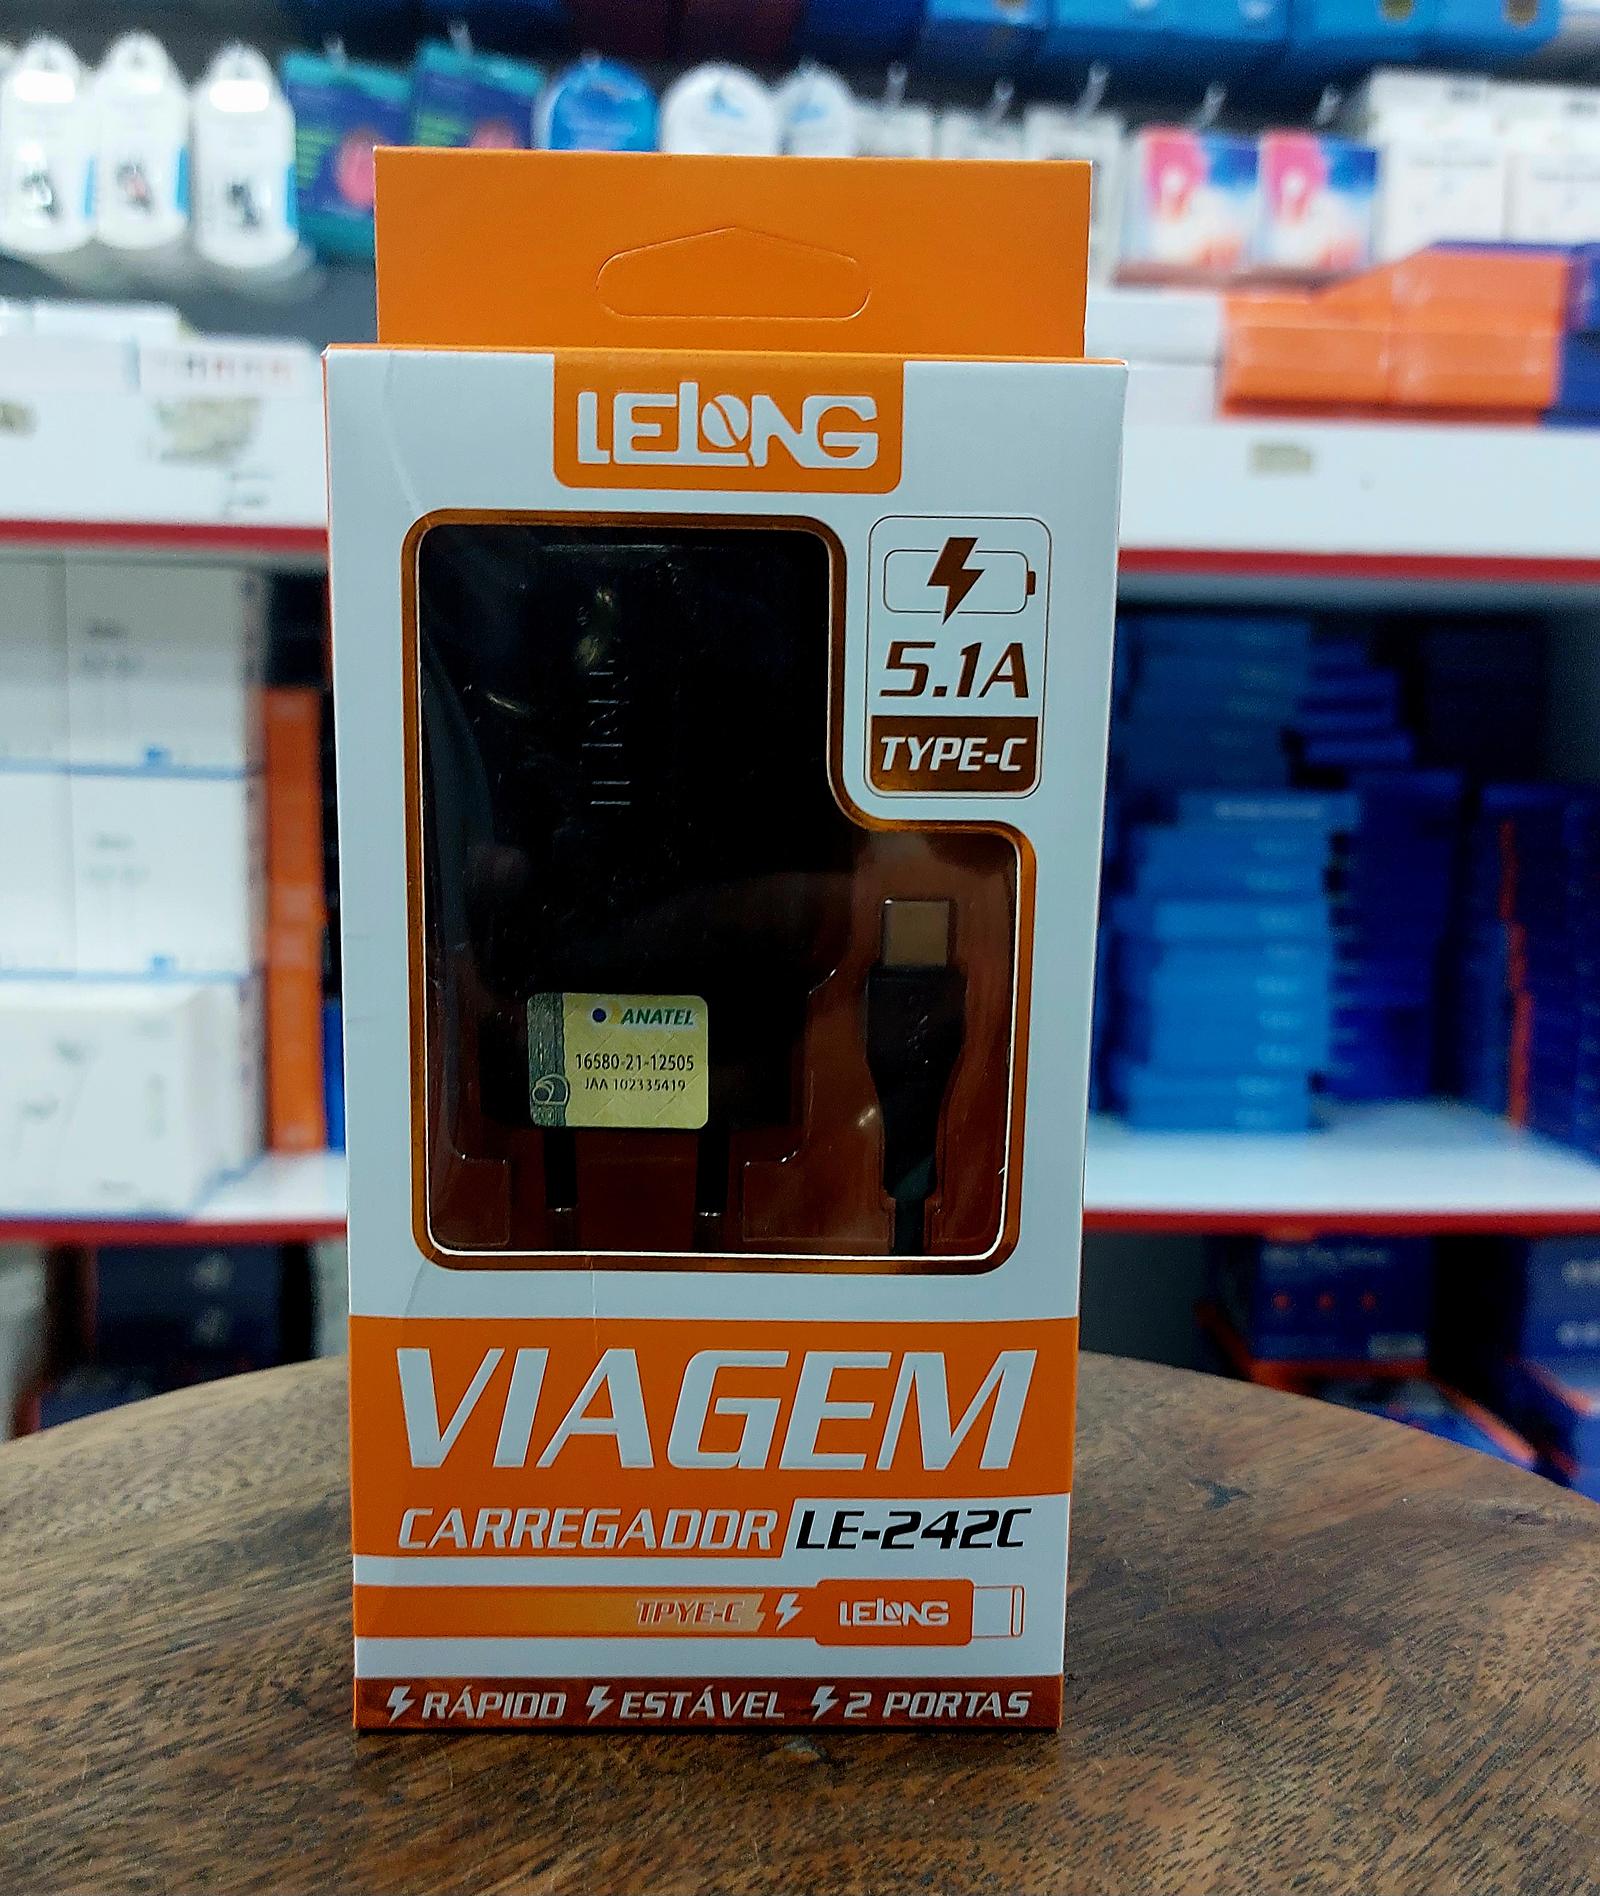 LELONG
5.1A
TYPE-C
ANATEL
16580-21-12505
JAA 102335419
VIAGEM
CARREGADOR LE-242C
TPYE-C LELONG
RÁPIDO ESTÁVEL 2 PORTAS